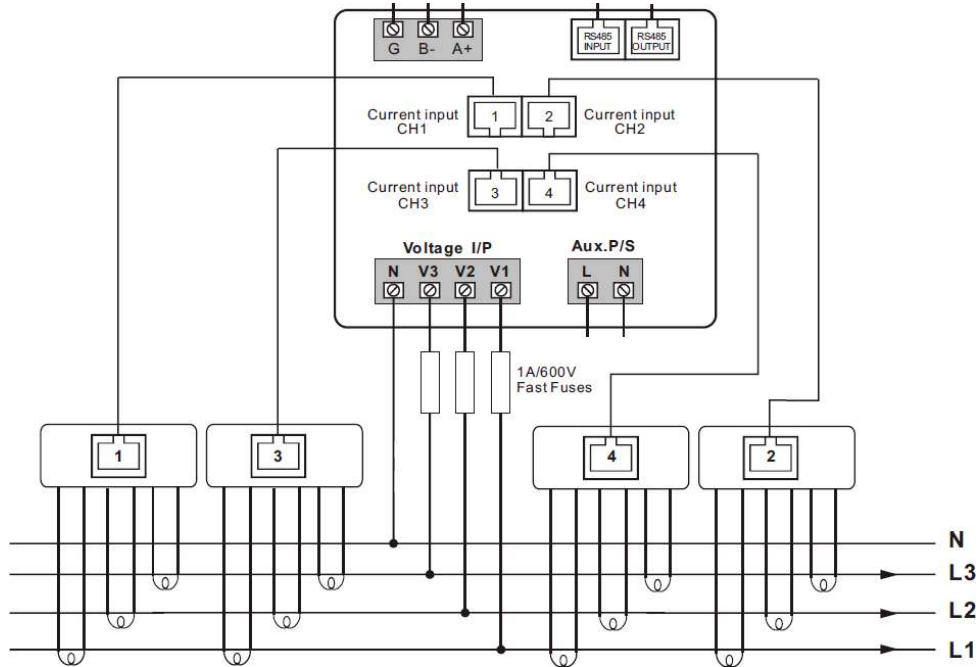 G B- A+
RS485 INPUT
RS485 OUTPUT
Current input CH1
1
2
Current input CH2
Current input CH3
3
4
Current input CH4
Voltage I/P
N V3 V2 V1
Aux.P/S
L N
1A/600V
Fast Fuses
1
3
4
2
N
L3
L2
L1